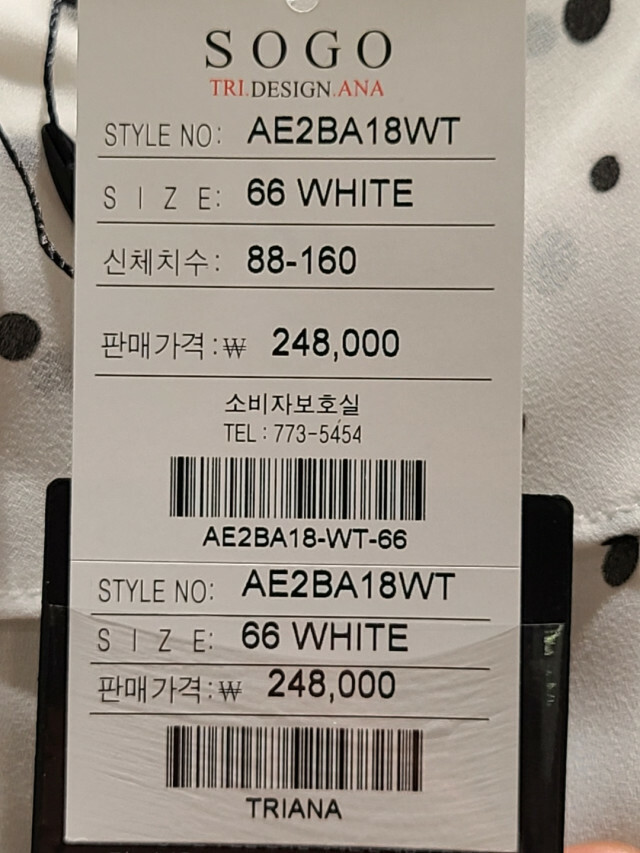 SOGO
TRI.DESIGN.ANA
STYLE NO: AE2BA18WT
SIZE: 66 WHITE
신체치수: 88-160
판매가격:₩ 248,000
소비자보호실
TEL : 773-5454
AE2BA18-WT-66
STYLE NO: AE2BA18WT
SIZE: 66 WHITE
판매가격:₩ 248,000
TRIANA